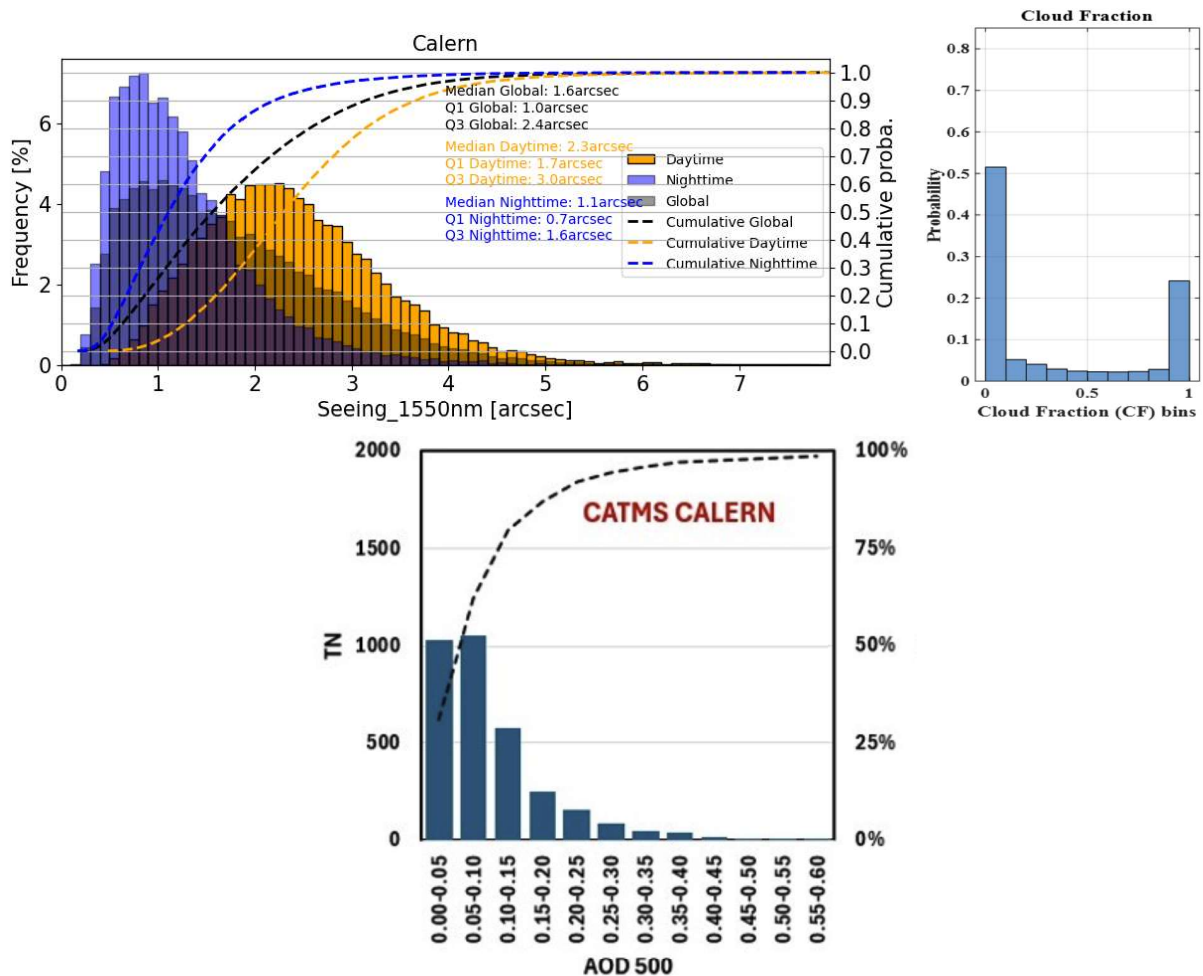 Calern
Frequency [%]
6
4
2
0
0 1 2 3 4 5 6 7
Seeing_1550nm [arcsec]
Median Global: 1.6arcsec
Q1 Global: 1.0arcsec
Q3 Global: 2.4arcsec
Median Daytime: 2.3arcsec
Q1 Daytime: 1.7arcsec
Q3 Daytime: 3.0arcsec
Median Nighttime: 1.1arcsec
Q1 Nighttime: 0.7arcsec
Q3 Nighttime: 1.6arcsec
Daytime
Nighttime
Global
Cumulative Global
Cumulative Daytime
Cumulative Nighttime
1.0
0.9
0.8
0.7
0.6
0.5
0.4
0.3
0.2
0.1
0.0
Cumulative proba.
Cloud Fraction
Probability
0.8
0.7
0.6
0.5
0.4
0.3
0.2
0.1
0
0 0.5 1
Cloud Fraction (CF) bins
CATMS CALERN
TN
2000
1500
1000
500
0
100%
75%
50%
25%
0%
0.00-0.05
0.05-0.10
0.10-0.15
0.15-0.20
0.20-0.25
0.25-0.30
0.30-0.35
0.35-0.40
0.40-0.45
0.45-0.50
0.50-0.55
0.55-0.60
AOD 500